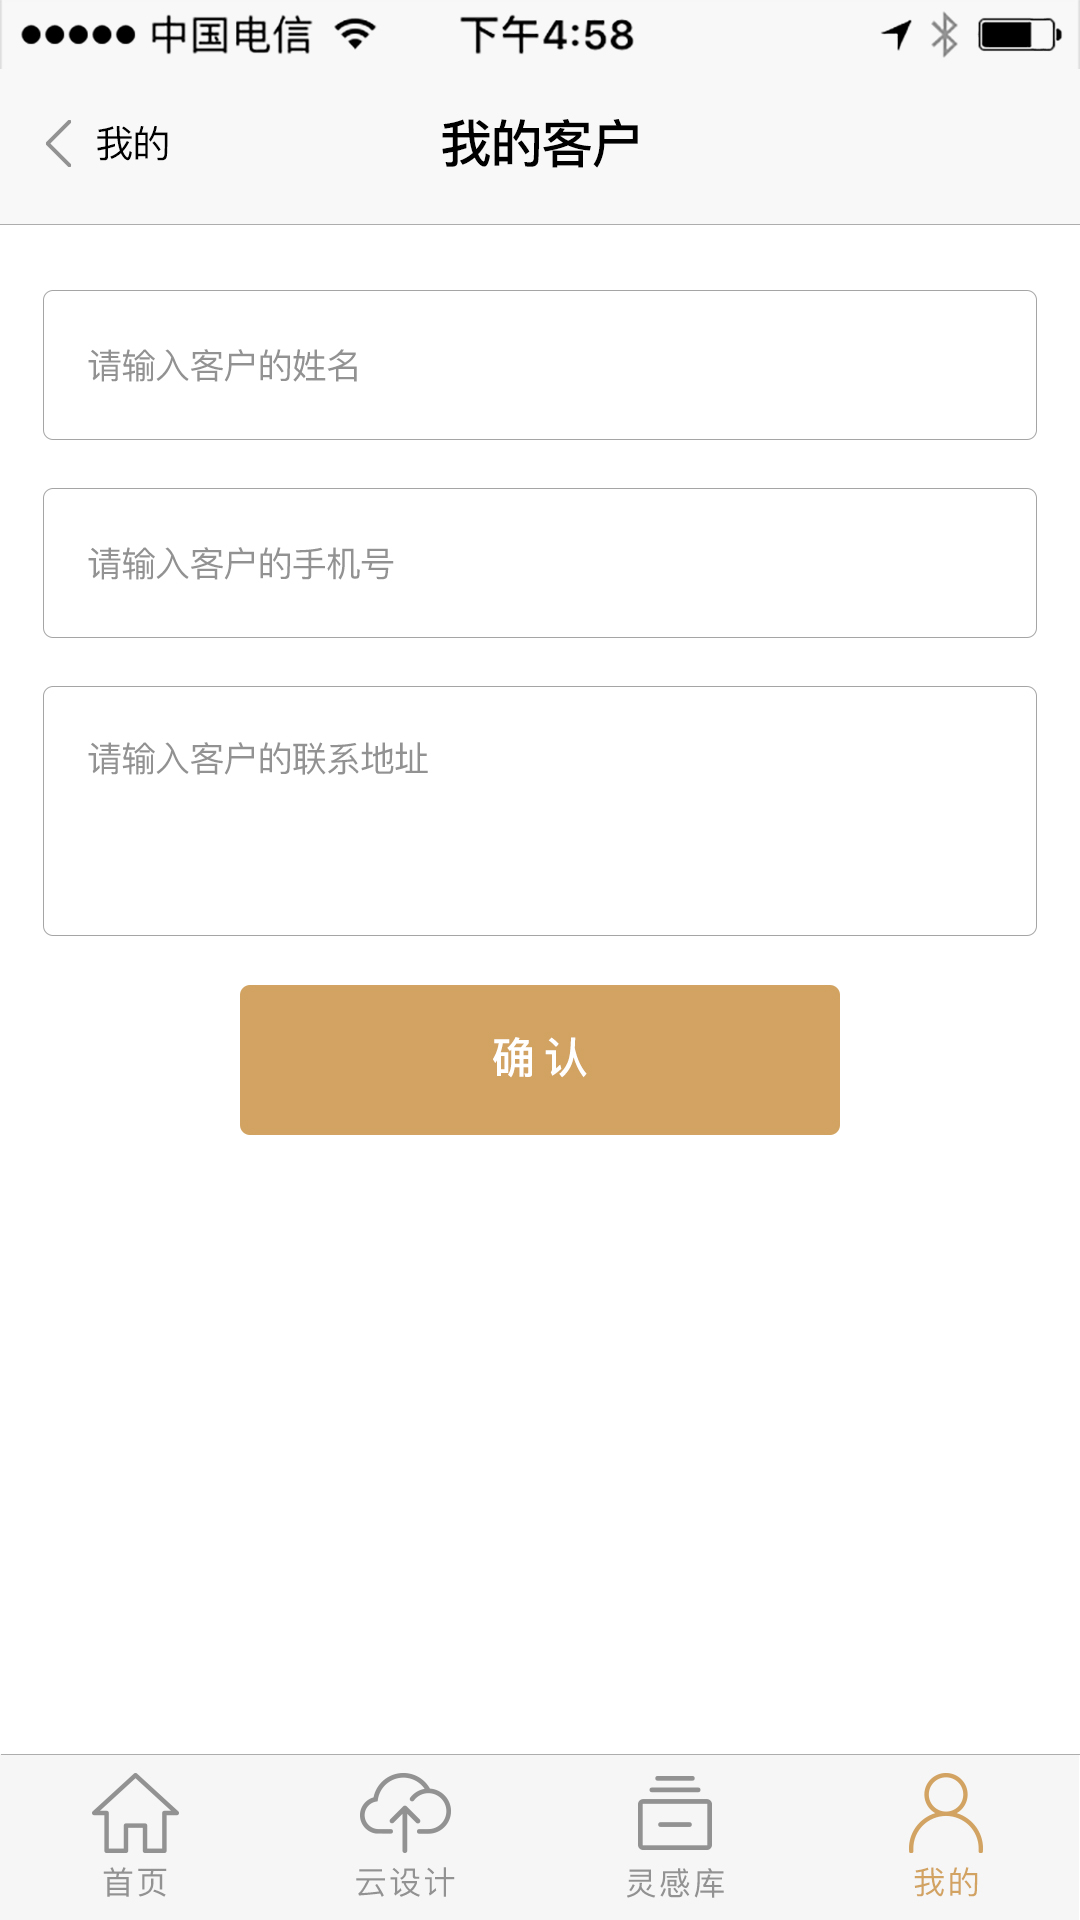 中国电信 下午4:58
我的 我的客户
请输入客户的姓名
请输入客户的手机号
请输入客户的联系地址
确认
首页 云设计 灵感库 我的